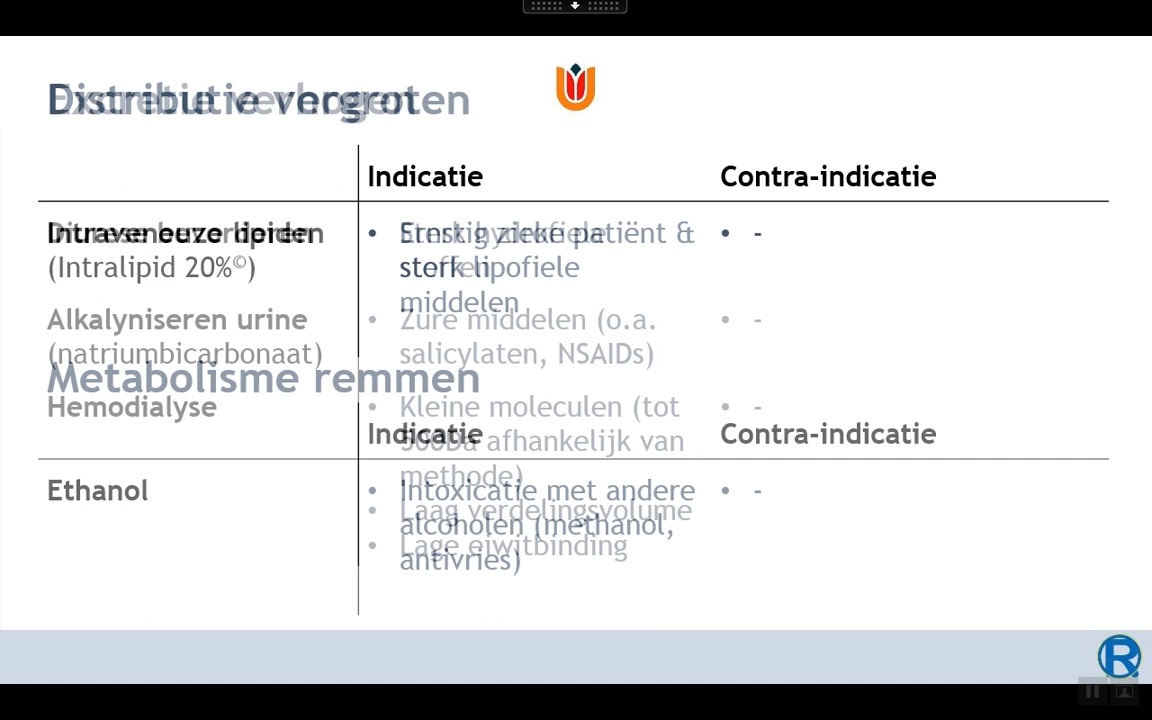 Distributie vergroten
Indicatie Contra-indicatie
Intraveneuze lipiden • Ernstig zieke patiënt & • -
(Intralipid 20%©) sterk lipofiele
middelen
Alkalyniseren urine • Zure middelen (o.a. • -
(natriumbicarbonaat) salicylaten, NSAIDs)
Metabolisme remmen
Hemodialyse • Kleine moleculen (tot • -
Indicatie Contra-indicatie
500Da afhankelijk van
methode)
Ethanol • Intoxicatie met andere • -
• Laag verdelingsvolume
alcoholen (methanol,
• Lage eiwitbinding
antivries)
R